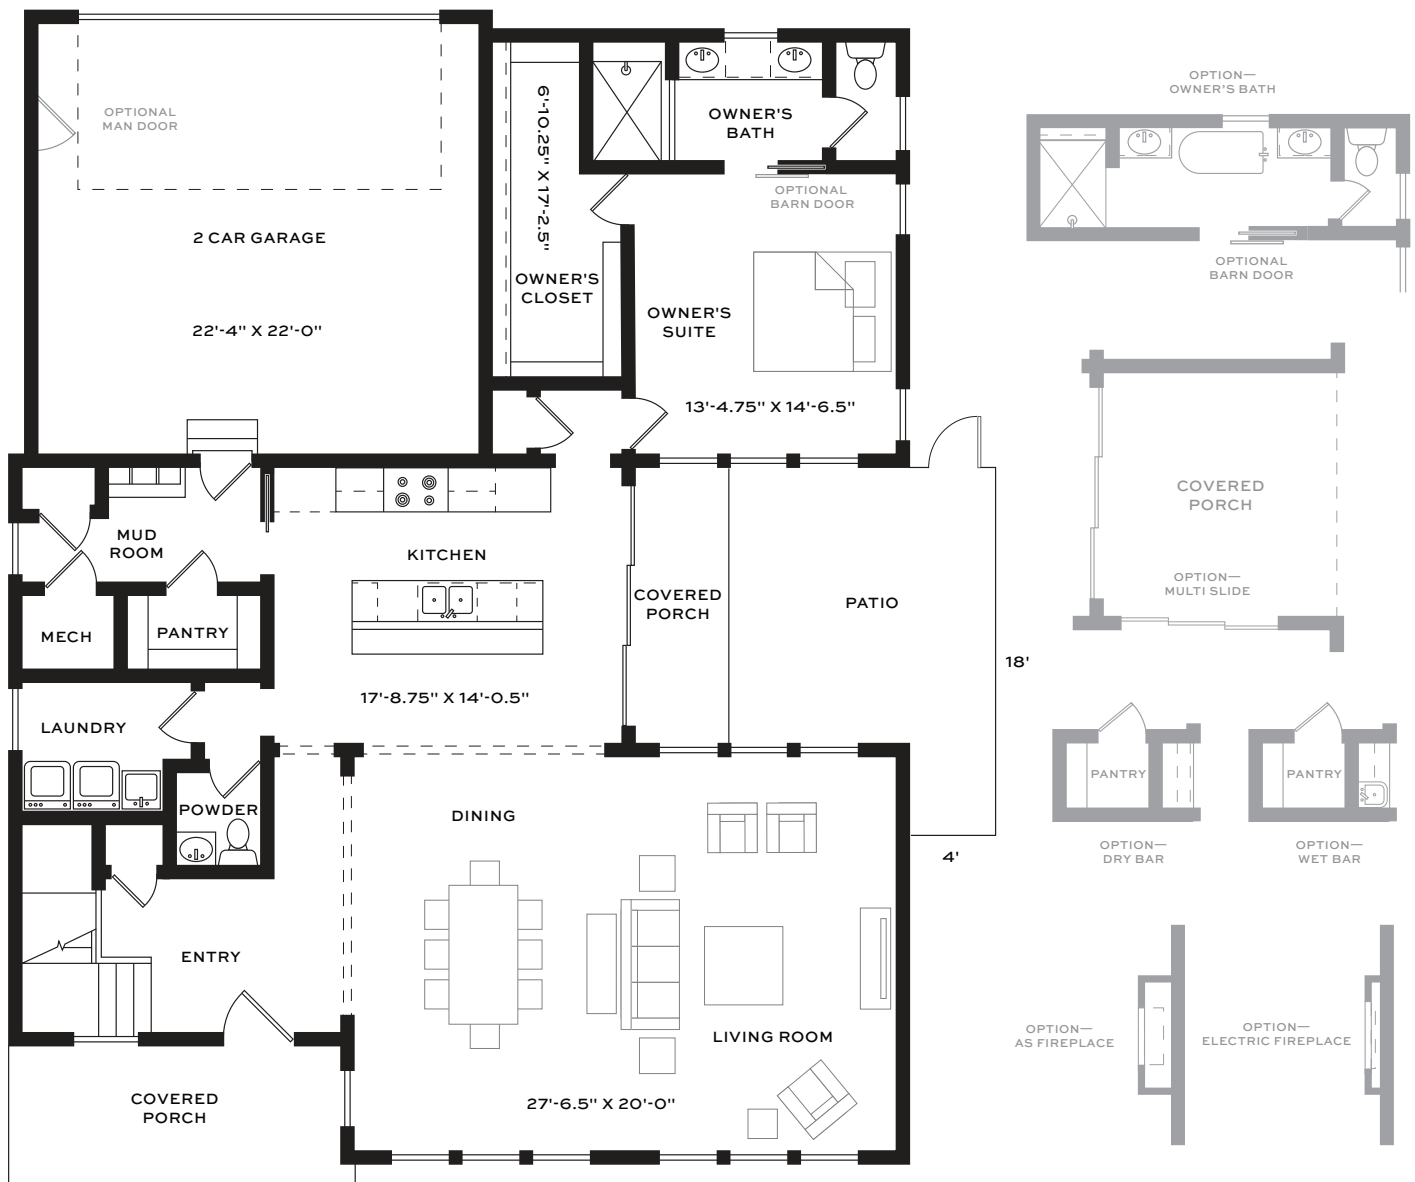 OPTIONAL
MAN DOOR
2 CAR GARAGE
22'-4" X 22'-0"
6'-10.25" X 17'-2.5"
OWNER'S
CLOSET
OWNER'S
BATH
OPTIONAL
BARN DOOR
OWNER'S
SUITE
13'-4.75" X 14'-6.5"
MUD
ROOM
KITCHEN
MECH
PANTRY
COVERED
PORCH
PATIO
18'
17'-8.75" X 14'-0.5"
LAUNDRY
POWDER
DINING
4'
ENTRY
LIVING ROOM
27'-6.5" X 20'-0"
COVERED
PORCH
OPTION—
OWNER'S BATH
OPTIONAL
BARN DOOR
COVERED
PORCH
OPTION—
MULTI SLIDE
PANTRY
OPTION—
DRY BAR
PANTRY
OPTION—
WET BAR
OPTION—
AS FIREPLACE
OPTION—
ELECTRIC FIREPLACE